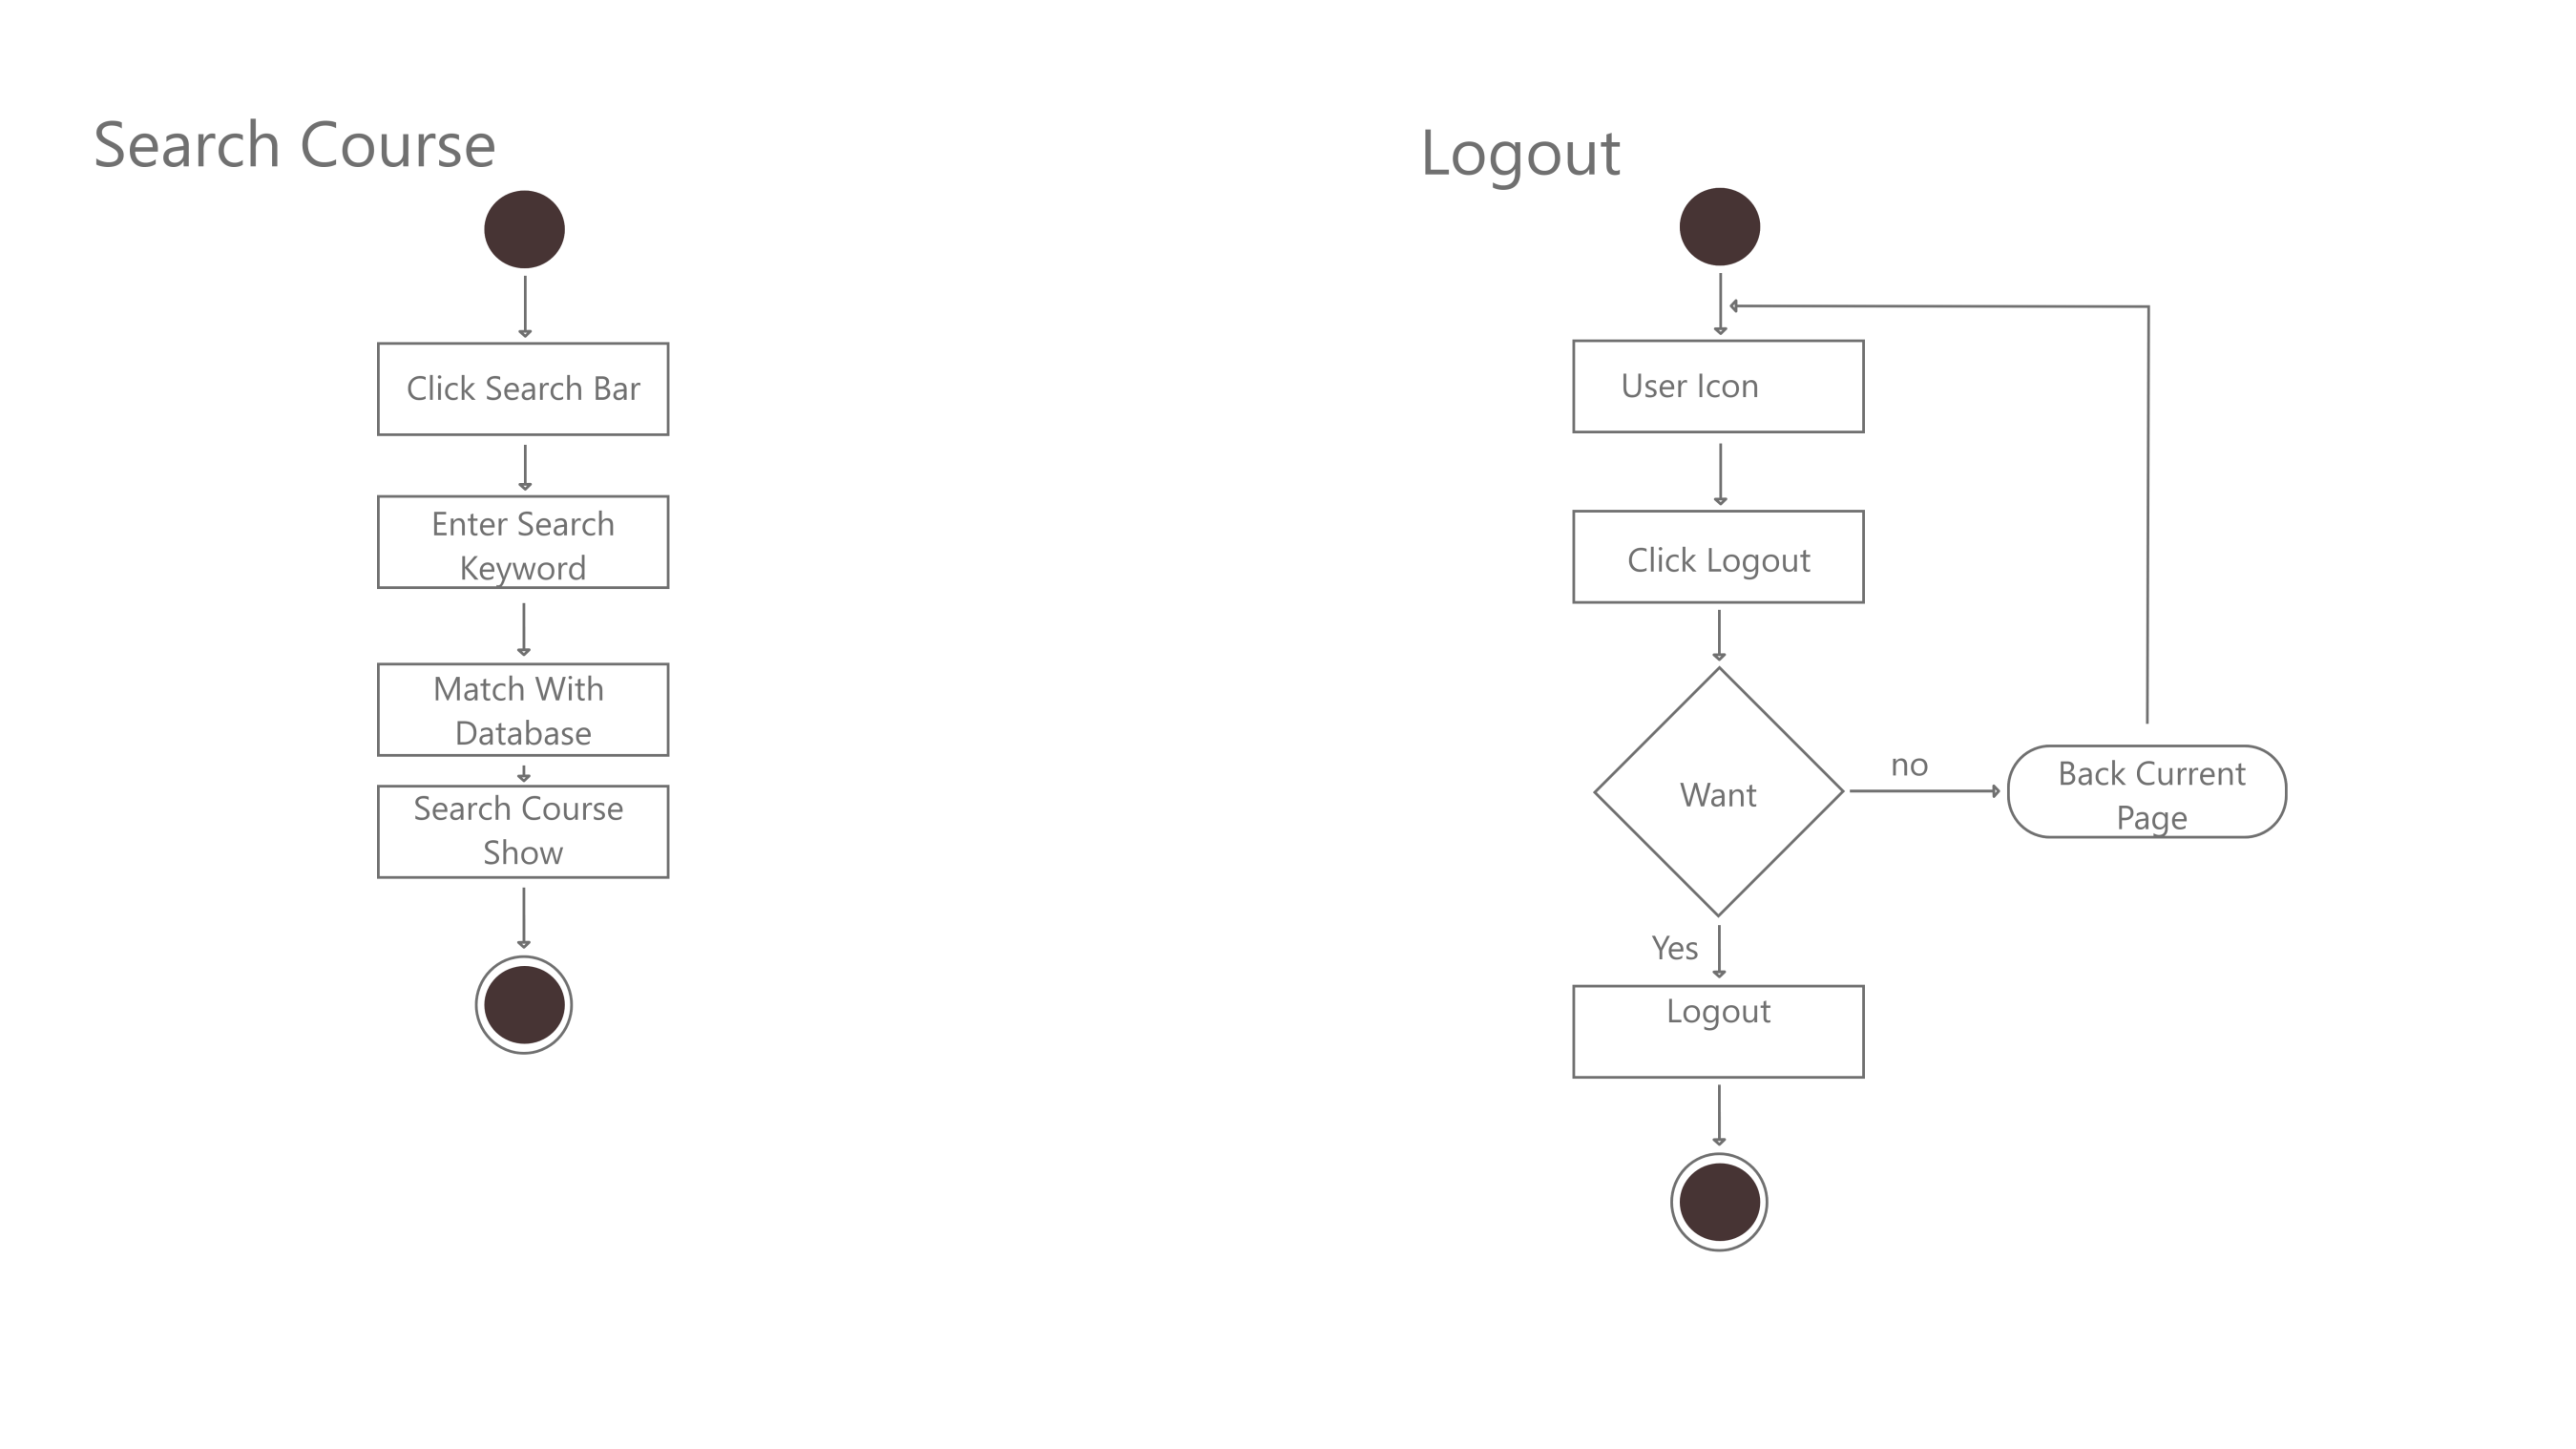 Search Course
Click Search Bar
Enter Search
Keyword
Match With
Database
Search Course
Show
Logout
User Icon
Click Logout
Want
no
Back Current
Page
Yes
Logout